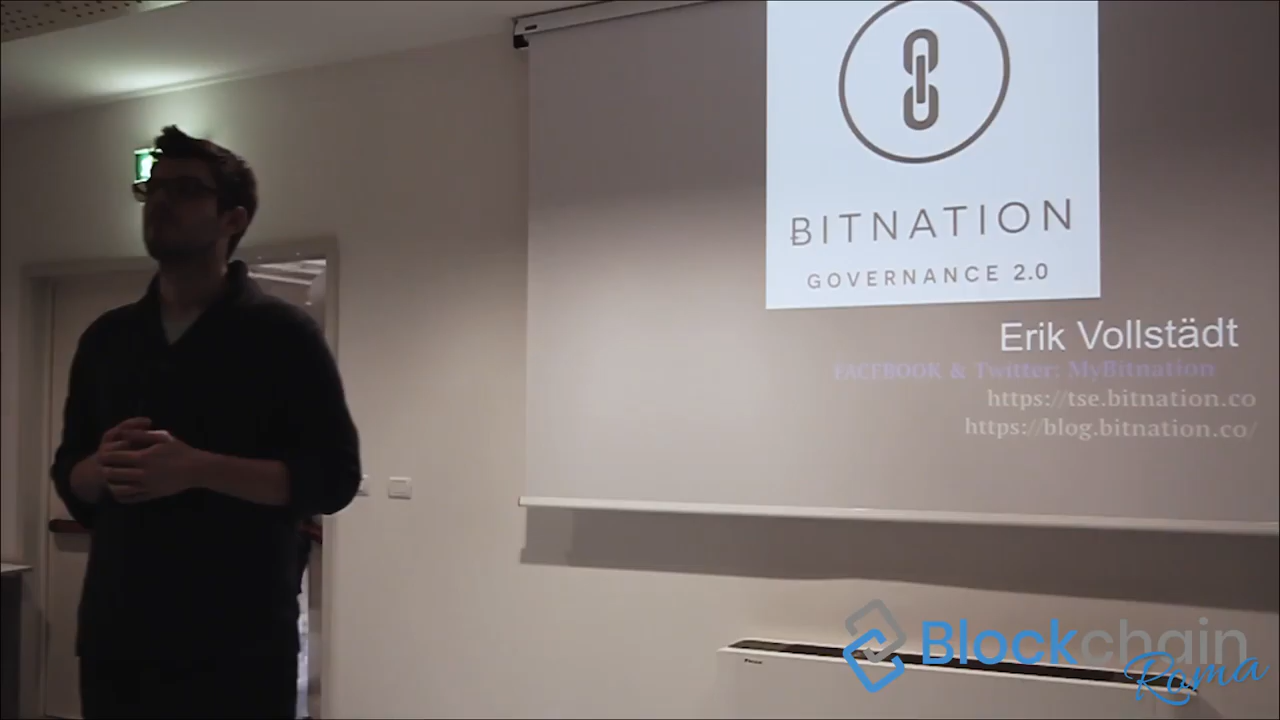 BITNATION
GOVERNANCE 2.0
Erik Vollstädt
FACEBOOK & Twitter: MyBitnation
https://tse.bitnation.co
https://blog.bitnation.co/
Blockchain
Roma